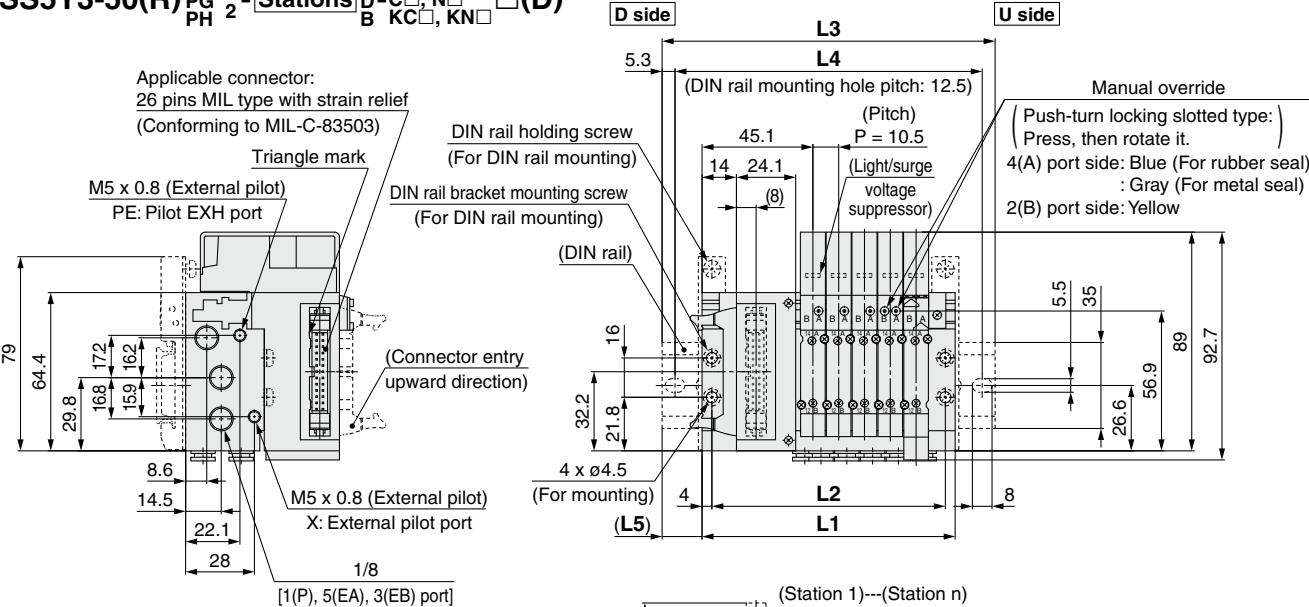 PG
PH 2 - Stations D
B - C□, N□
KC□, KN□ □(D)
D side
U side
L3
5.3
L4
(DIN rail mounting hole pitch: 12.5)
(Pitch)
45.1
P = 10.5
14
24.1
(8)
(Light/surge
voltage
suppressor)
Manual override
Push-turn locking slotted type:
Press, then rotate it.
4(A) port side: Blue (For rubber seal)
: Gray (For metal seal)
2(B) port side: Yellow
Applicable connector:
26 pins MIL type with strain relief
(Conforming to MIL-C-83503)
Triangle mark
M5 x 0.8 (External pilot)
PE: Pilot EXH port
DIN rail holding screw
(For DIN rail mounting)
DIN rail bracket mounting screw
(For DIN rail mounting)
(DIN rail)
79
64.4
29.8
17.2
16.2
16.8
15.9
8.6
14.5
22.1
28
(Connector entry
upward direction)
M5 x 0.8 (External pilot)
X: External pilot port
1/8
[1(P), 5(EA), 3(EB) port]
16
32.2
21.8
4 x ø4.5
(For mounting)
4
L2
8
(L5)
L1
B A B A B A B A B A
5.5
35
56.9
26.6
89
92.7
(Station 1)---(Station n)